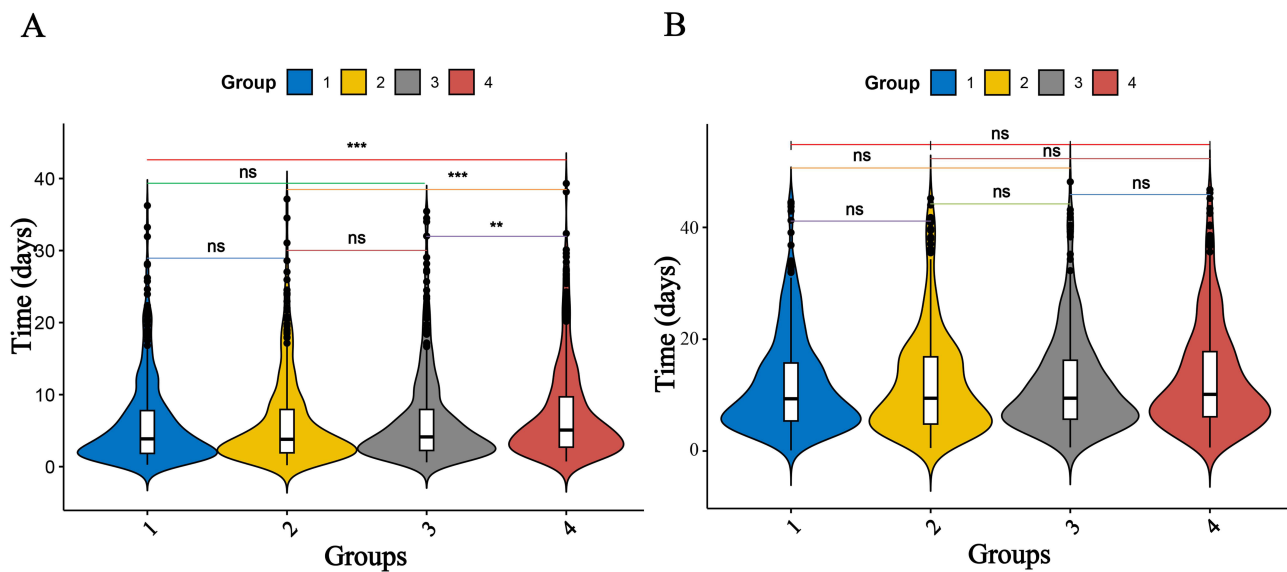 A
Group 1 2 3 4
***
ns
***
**
ns
ns
40
30
20
10
0
Time (days)
1 2 3 4
Groups
B
Group 1 2 3 4
ns
ns
ns
ns
ns
ns
40
20
0
Time (days)
1 2 3 4
Groups